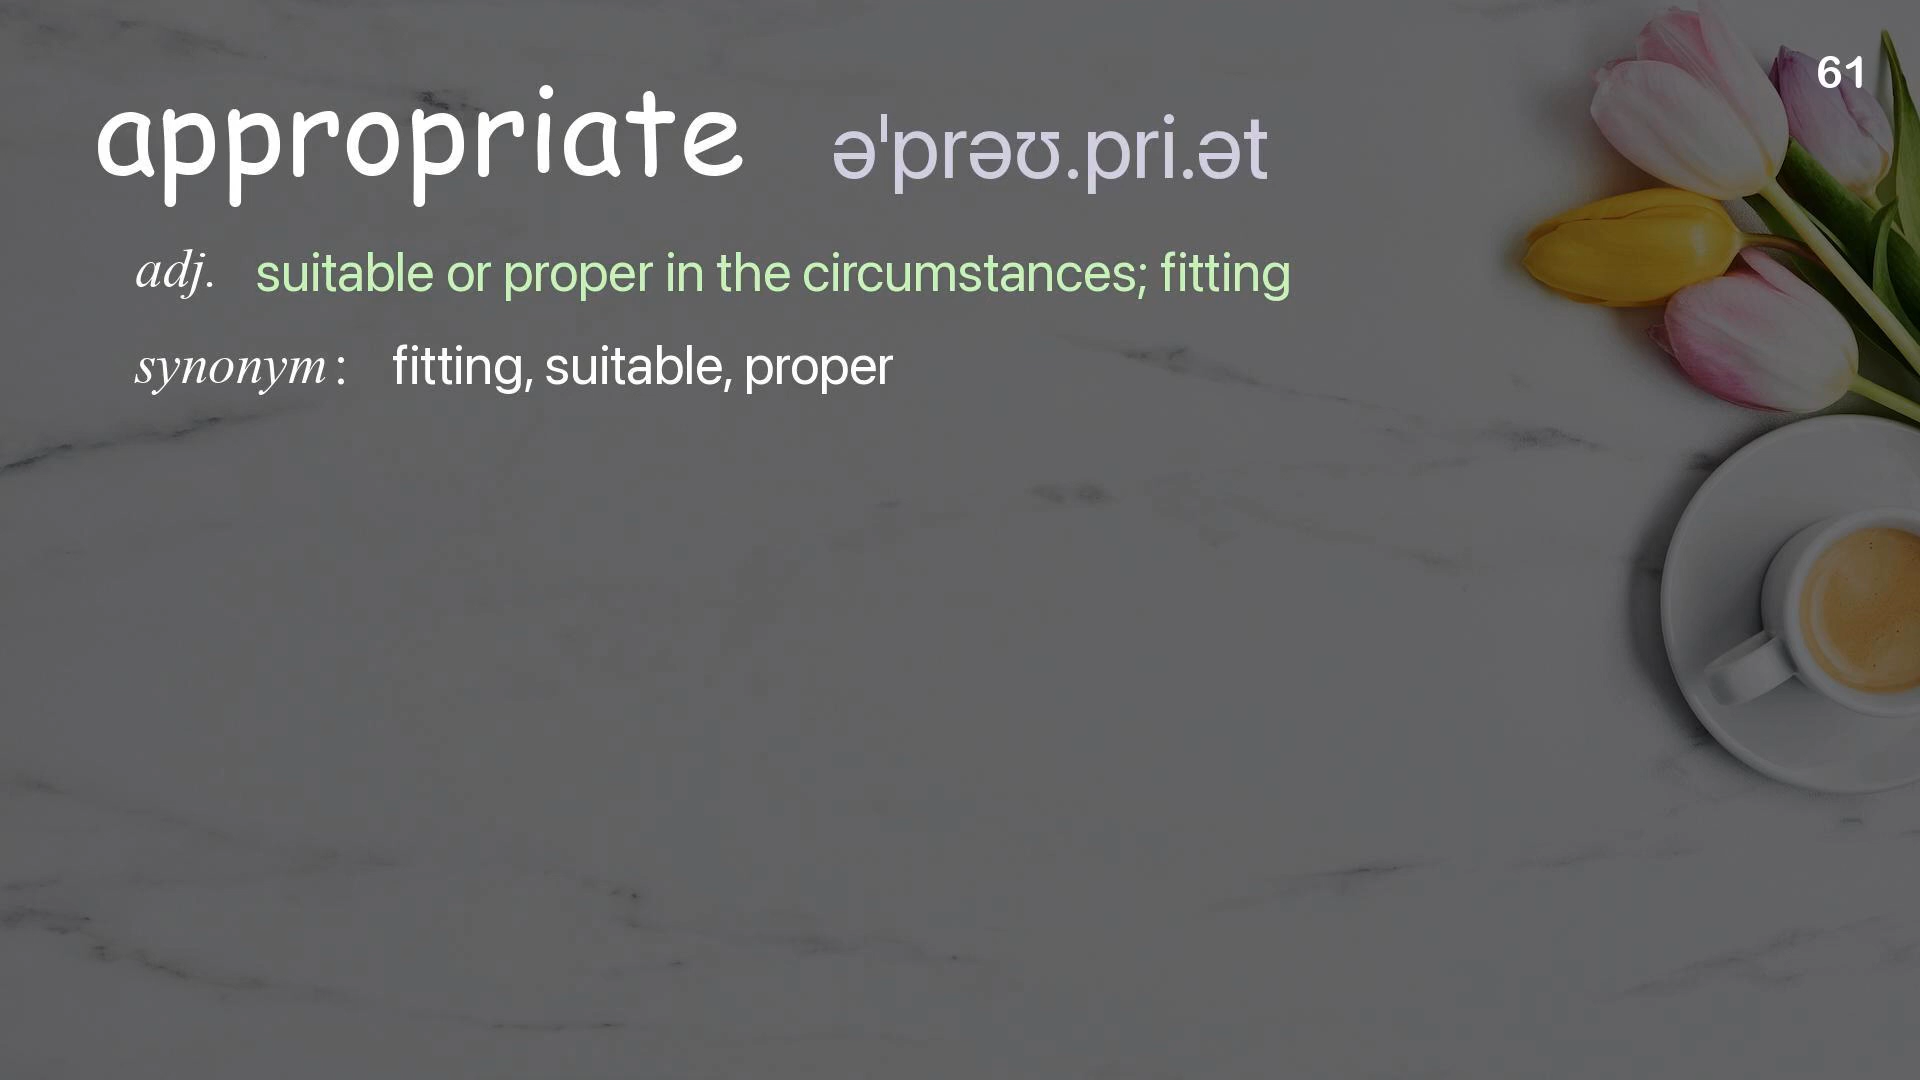 61
appropriate əˈprəʊ.pri.ət
adj. suitable or proper in the circumstances; fitting
synonym: fitting, suitable, proper